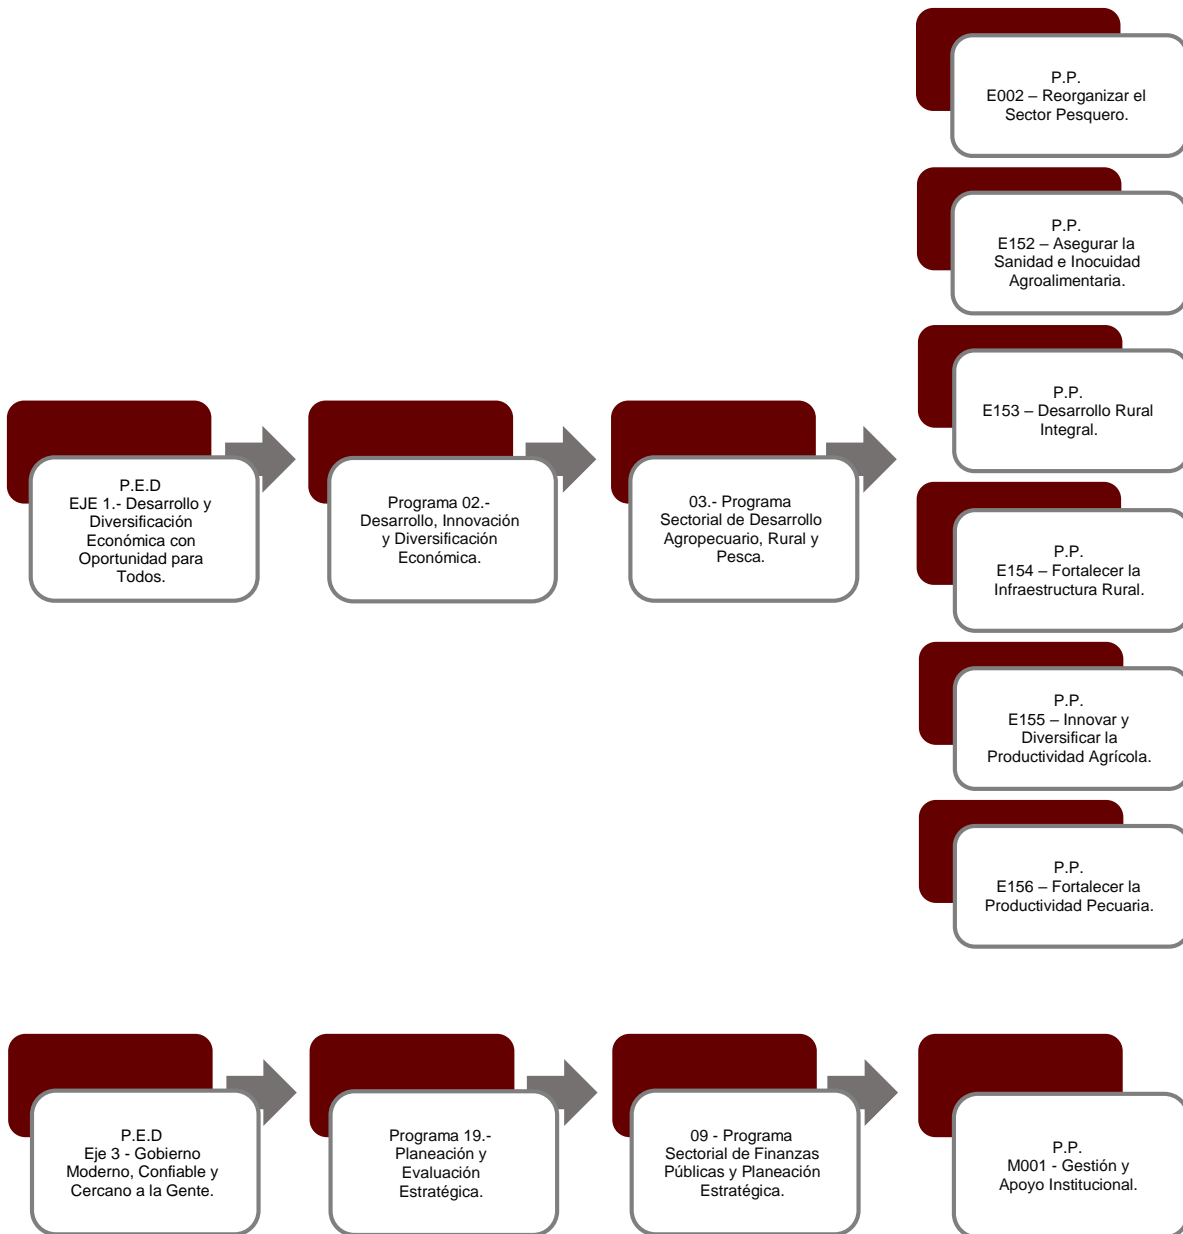 P.P.
E002 – Reorganizar el
Sector Pesquero.
P.P.
E152 – Asegurar la
Sanidad e Inocuidad
Agroalimentaria.
P.P.
E153 – Desarrollo Rural
Integral.
P.E.D
EJE 1.- Desarrollo y
Diversificación
Económica con
Oportunidad para
Todos.
Programa 02.-
Desarrollo, Innovación
y Diversificación
Económica.
03.- Programa
Sectorial de Desarrollo
Agropecuario, Rural y
Pesca.
P.P.
E154 – Fortalecer la
Infraestructura Rural.
P.P.
E155 – Innovar y
Diversificar la
Productividad Agrícola.
P.P.
E156 – Fortalecer la
Productividad Pecuaria.
P.E.D
Eje 3 - Gobierno
Moderno, Confiable y
Cercano a la Gente.
Programa 19.-
Planeación y
Evaluación
Estratégica.
09 - Programa
Sectorial de Finanzas
Públicas y Planeación
Estratégica.
P.P.
M001 - Gestión y
Apoyo Institucional.